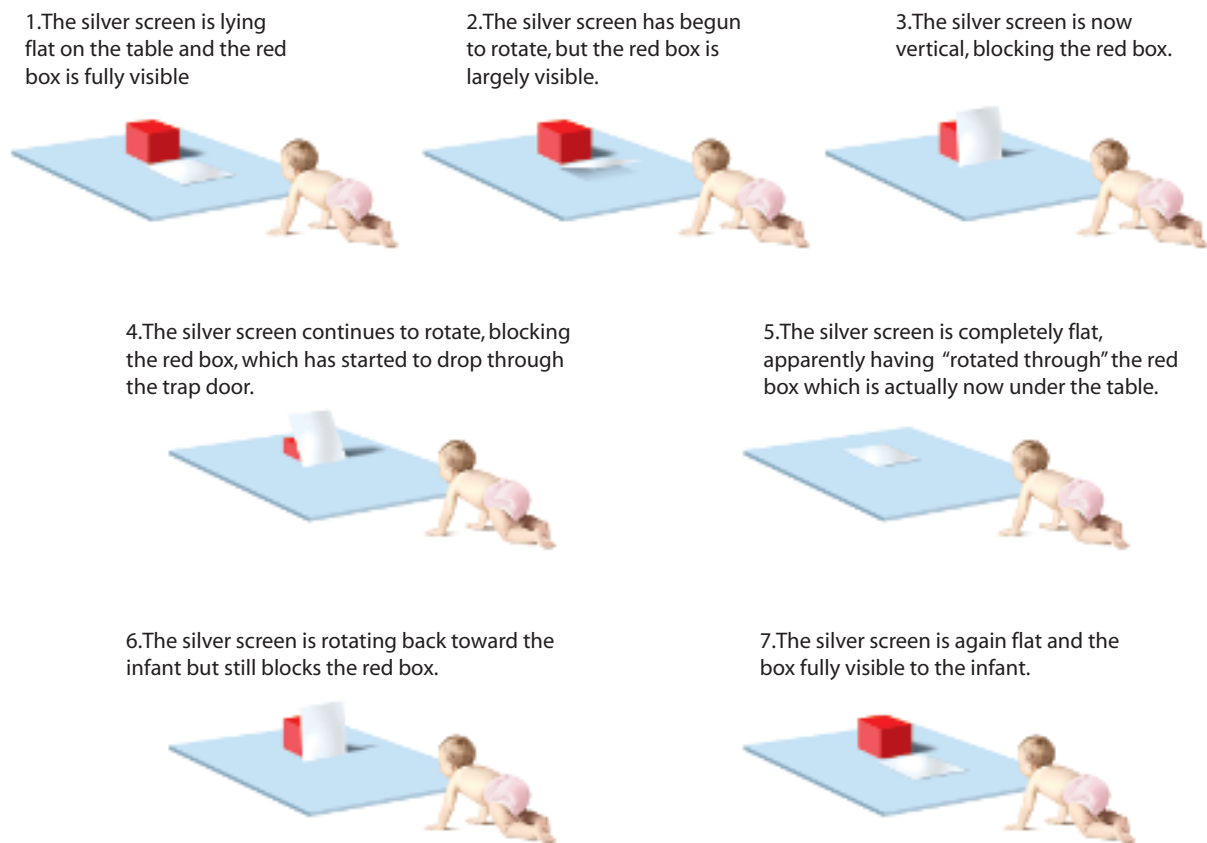 1.The silver screen is lying
flat on the table and the red
box is fully visible
2.The silver screen has begun
to rotate, but the red box is
largely visible.
3.The silver screen is now
vertical, blocking the red box.
4.The silver screen continues to rotate, blocking
the red box, which has started to drop through
the trap door.
5.The silver screen is completely flat,
apparently having “rotated through” the red
box which is actually now under the table.
6.The silver screen is rotating back toward the
infant but still blocks the red box.
7.The silver screen is again flat and the
box fully visible to the infant.